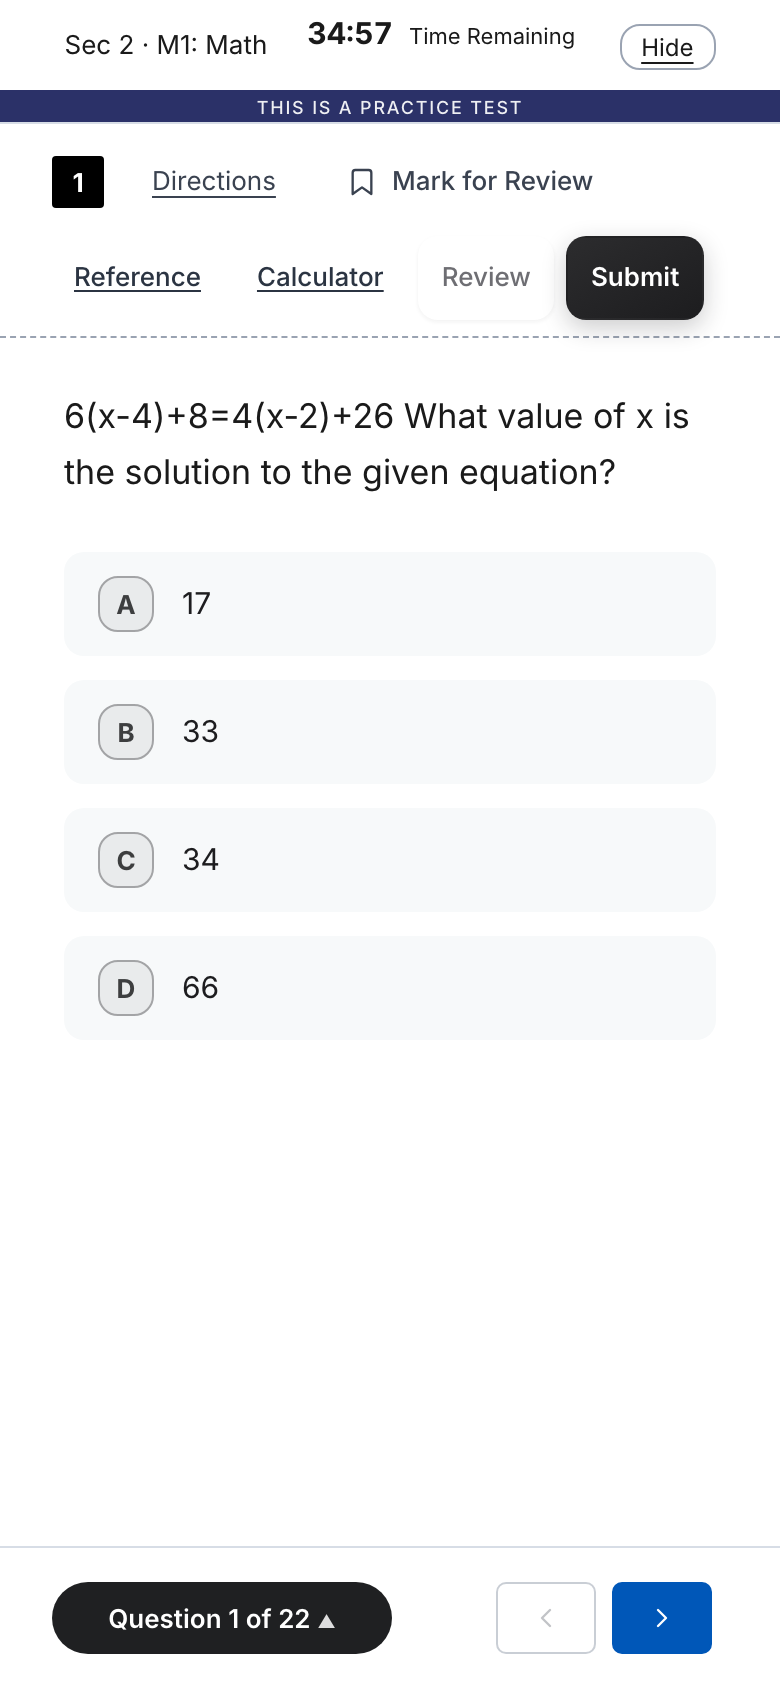 Sec 2 · M1: Math
34:57 Time Remaining
Hide
THIS IS A PRACTICE TEST
1
Directions
Mark for Review
Reference
Calculator
Review
Submit
6(x-4)+8=4(x-2)+26 What value of x is
the solution to the given equation?
A 17
B 33
C 34
D 66
Question 1 of 22 ▲